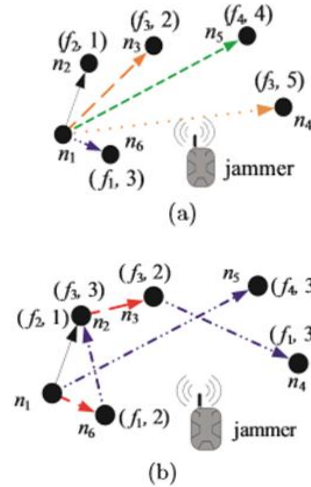 (f₂, 1)
n₂
(f₃, 2)
n₃
(f₄, 4)
n₅
(f₃, 5)
n₄
n₁
n₆
(f₁, 3)
jammer
(a)
(f₃, 3)
(f₂, 1)
n₂
(f₃, 2)
n₃
n₅
(f₄, 3
(f₁, 3
n₄
n₁
n₆
(f₁, 2)
jammer
(b)